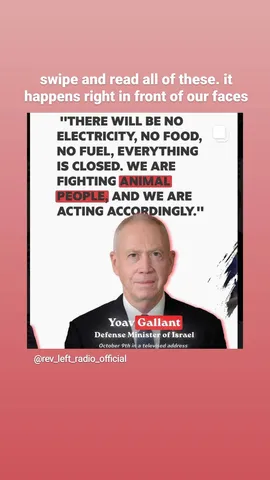 swipe and read all of these. it
happens right in front of our faces
"THERE WILL BE NO
ELECTRICITY, NO FOOD,
NO FUEL, EVERYTHING
IS CLOSED. WE ARE
FIGHTING ANIMAL
PEOPLE, AND WE ARE
ACTING ACCORDINGLY."
Yoav Gallant
Defense Minister of Israel
October 9th in a televised address
@rev_left_radio_official